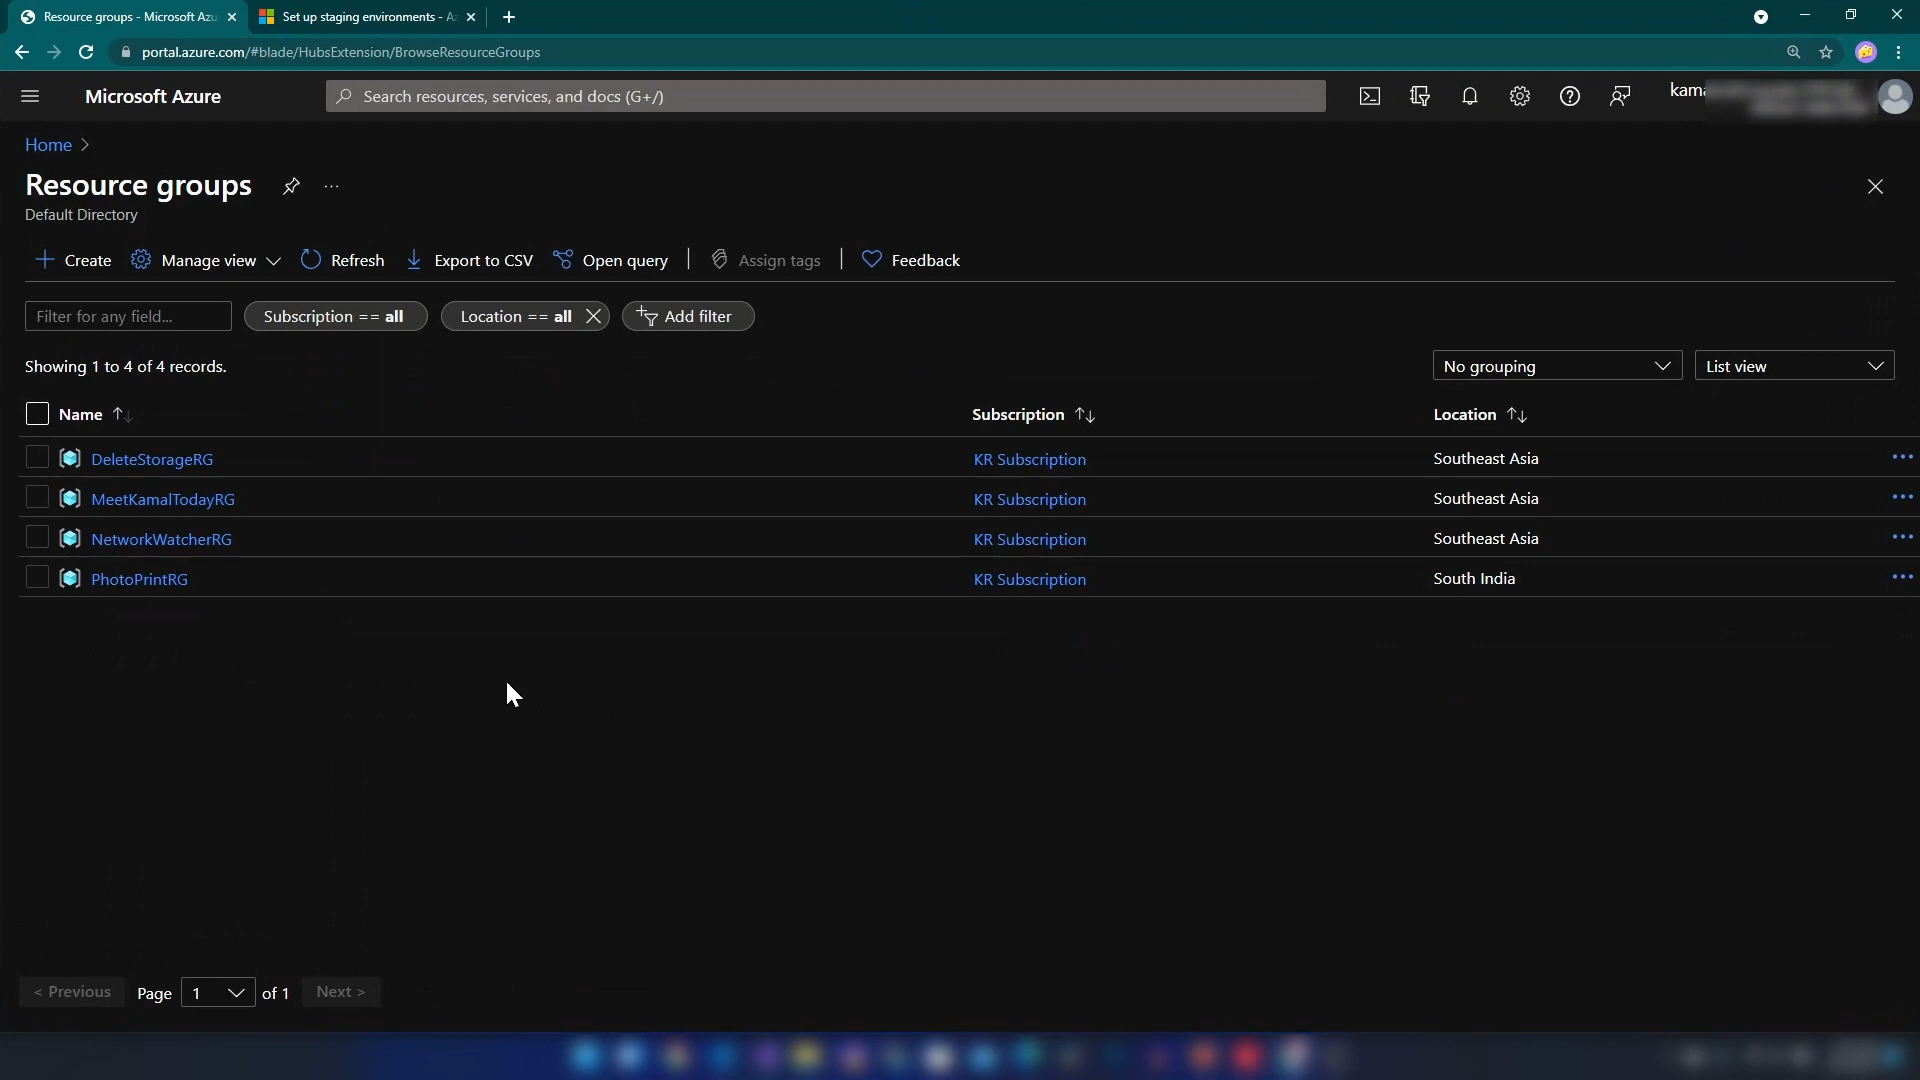 Resource groups - Microsoft Azu
Set up staging environments - Az
portal.azure.com/#blade/HubsExtension/BrowseResourceGroups
Microsoft Azure
Search resources, services, and docs (G+/)
Home >
Resource groups
Default Directory
Create
Manage view
Refresh
Export to CSV
Open query
Assign tags
Feedback
Filter for any field...
Subscription == all
Location == all
Add filter
Showing 1 to 4 of 4 records.
No grouping
List view
Name Subscription Location
DeleteStorageRG KR Subscription Southeast Asia
MeetKamalTodayRG KR Subscription Southeast Asia
NetworkWatcherRG KR Subscription Southeast Asia
PhotoPrintRG KR Subscription South India
< Previous Page 1 of 1 Next >